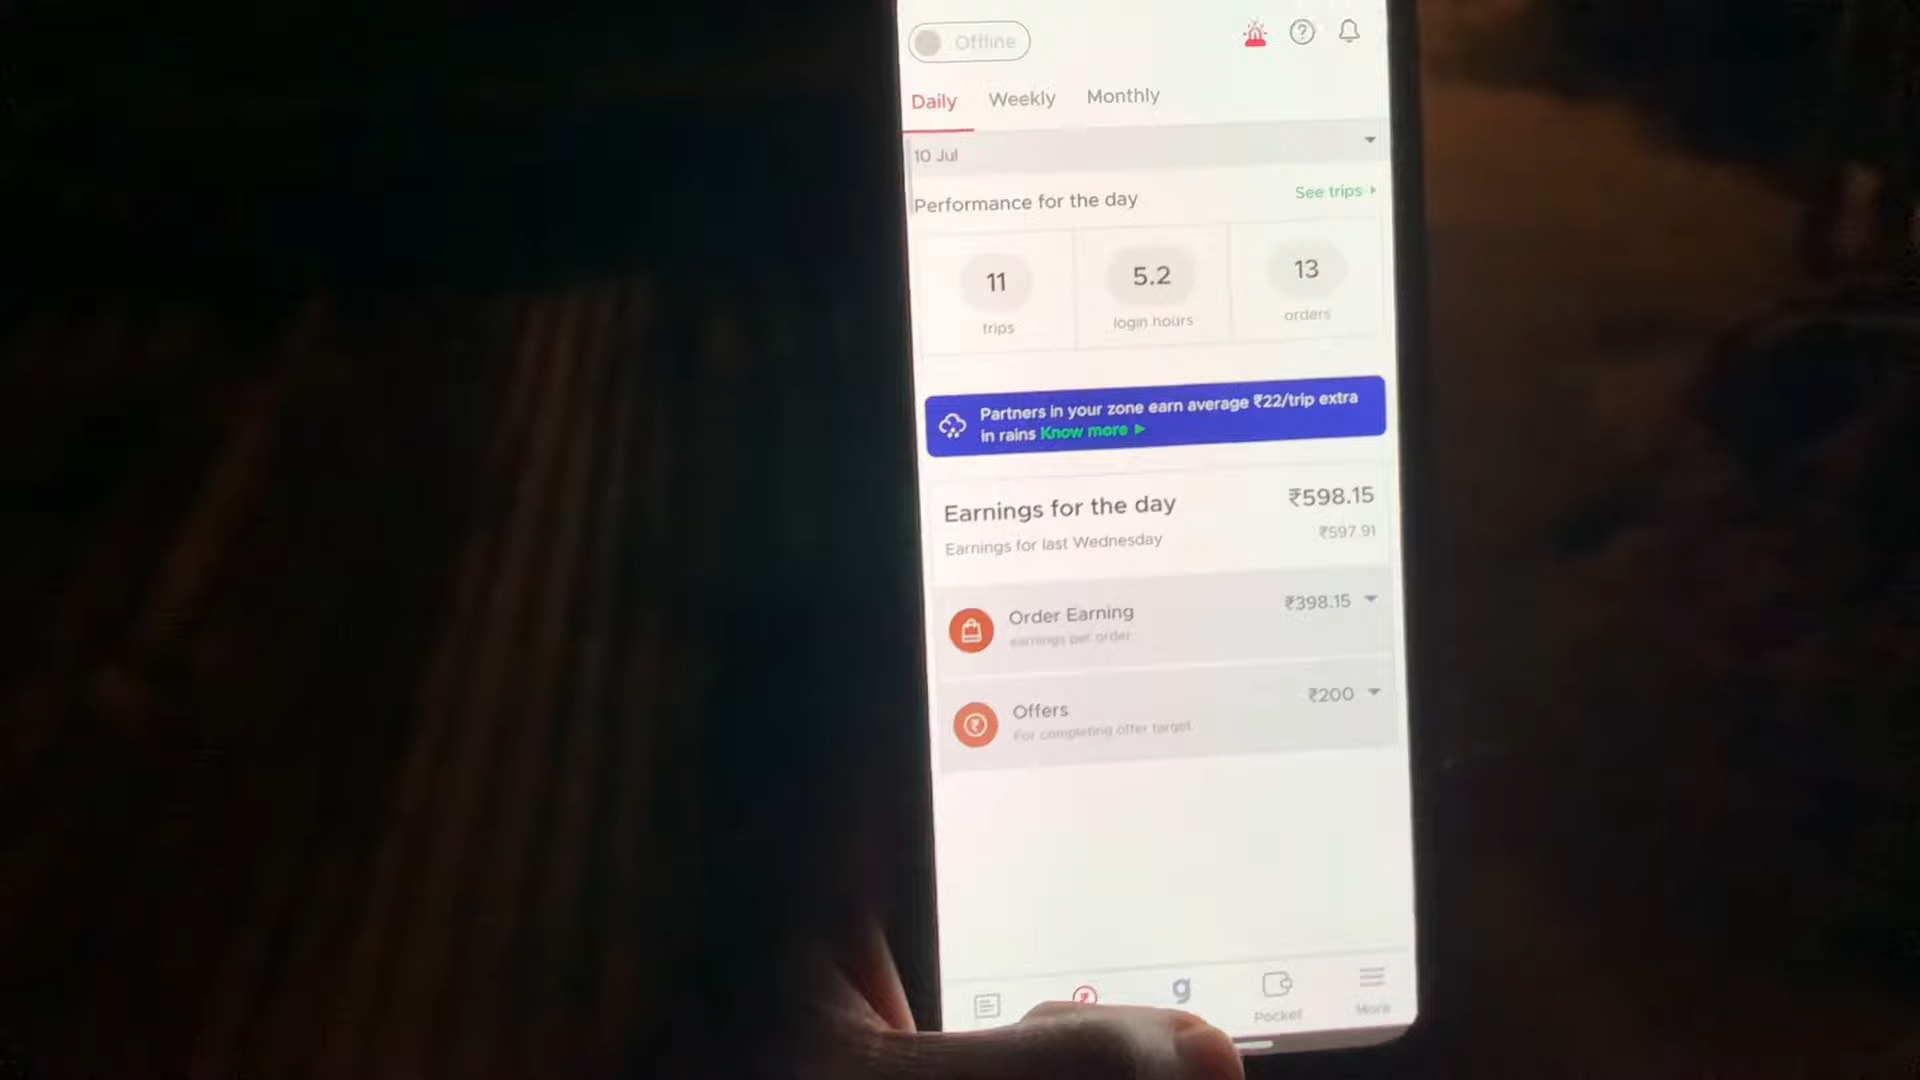 Offline
Daily Weekly Monthly
10 Jul
Performance for the day See trips
11 5.2 13
trips login hours orders
Partners in your zone earn average ₹22/trip extra
in rains Know more
Earnings for the day ₹598.15
Earnings for last Wednesday ₹597.91
Order Earning ₹398.15
earnings per order
Offers ₹200
For completing offer target
g
Pocket More